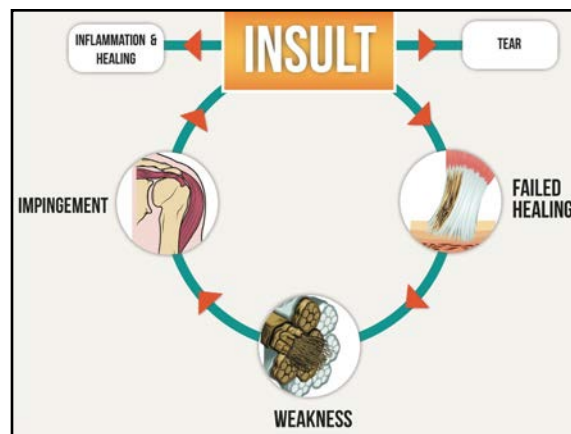 INFLAMMATION &
HEALING
INSULT
TEAR
IMPINGEMENT
FAILED
HEALING
WEAKNESS